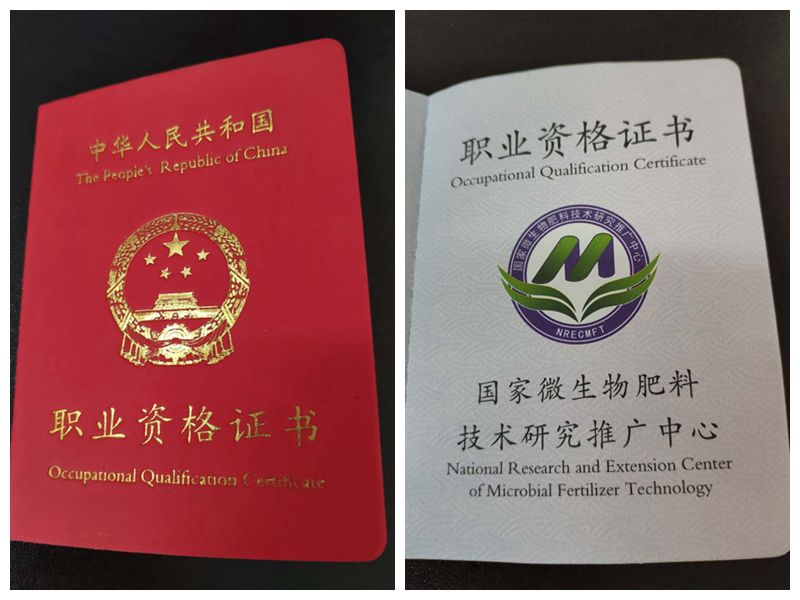 中华人民共和国
The People's Republic of China
职业资格证书
Occupational Qualification Certificate
职业资格证书
Occupational Qualification Certificate
国家微生物肥料技术研究推广中心
M
NRECMFT
国家微生物肥料
技术研究推广中心
National Research and Extension Center
of Microbial Fertilizer Technology